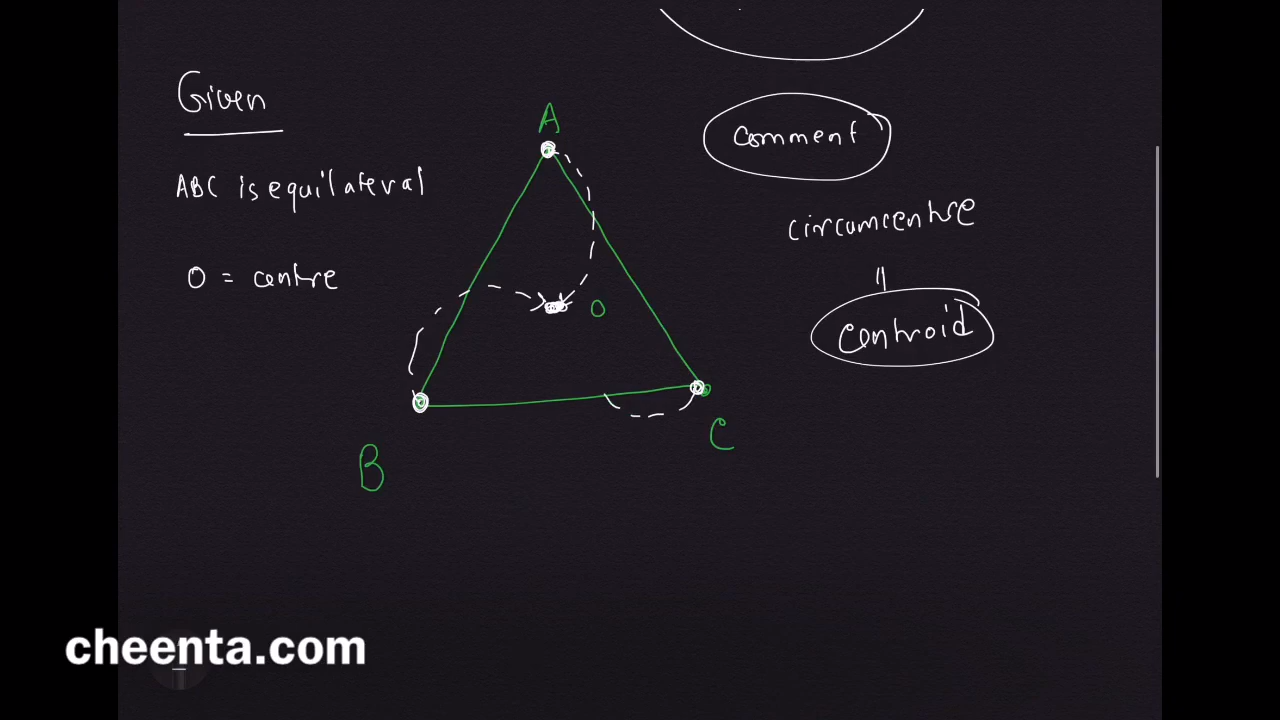 Given
ABC is equilateral
O = centre
A
O
B
C
comment
circumcentre
=
centroid
cheenta.com